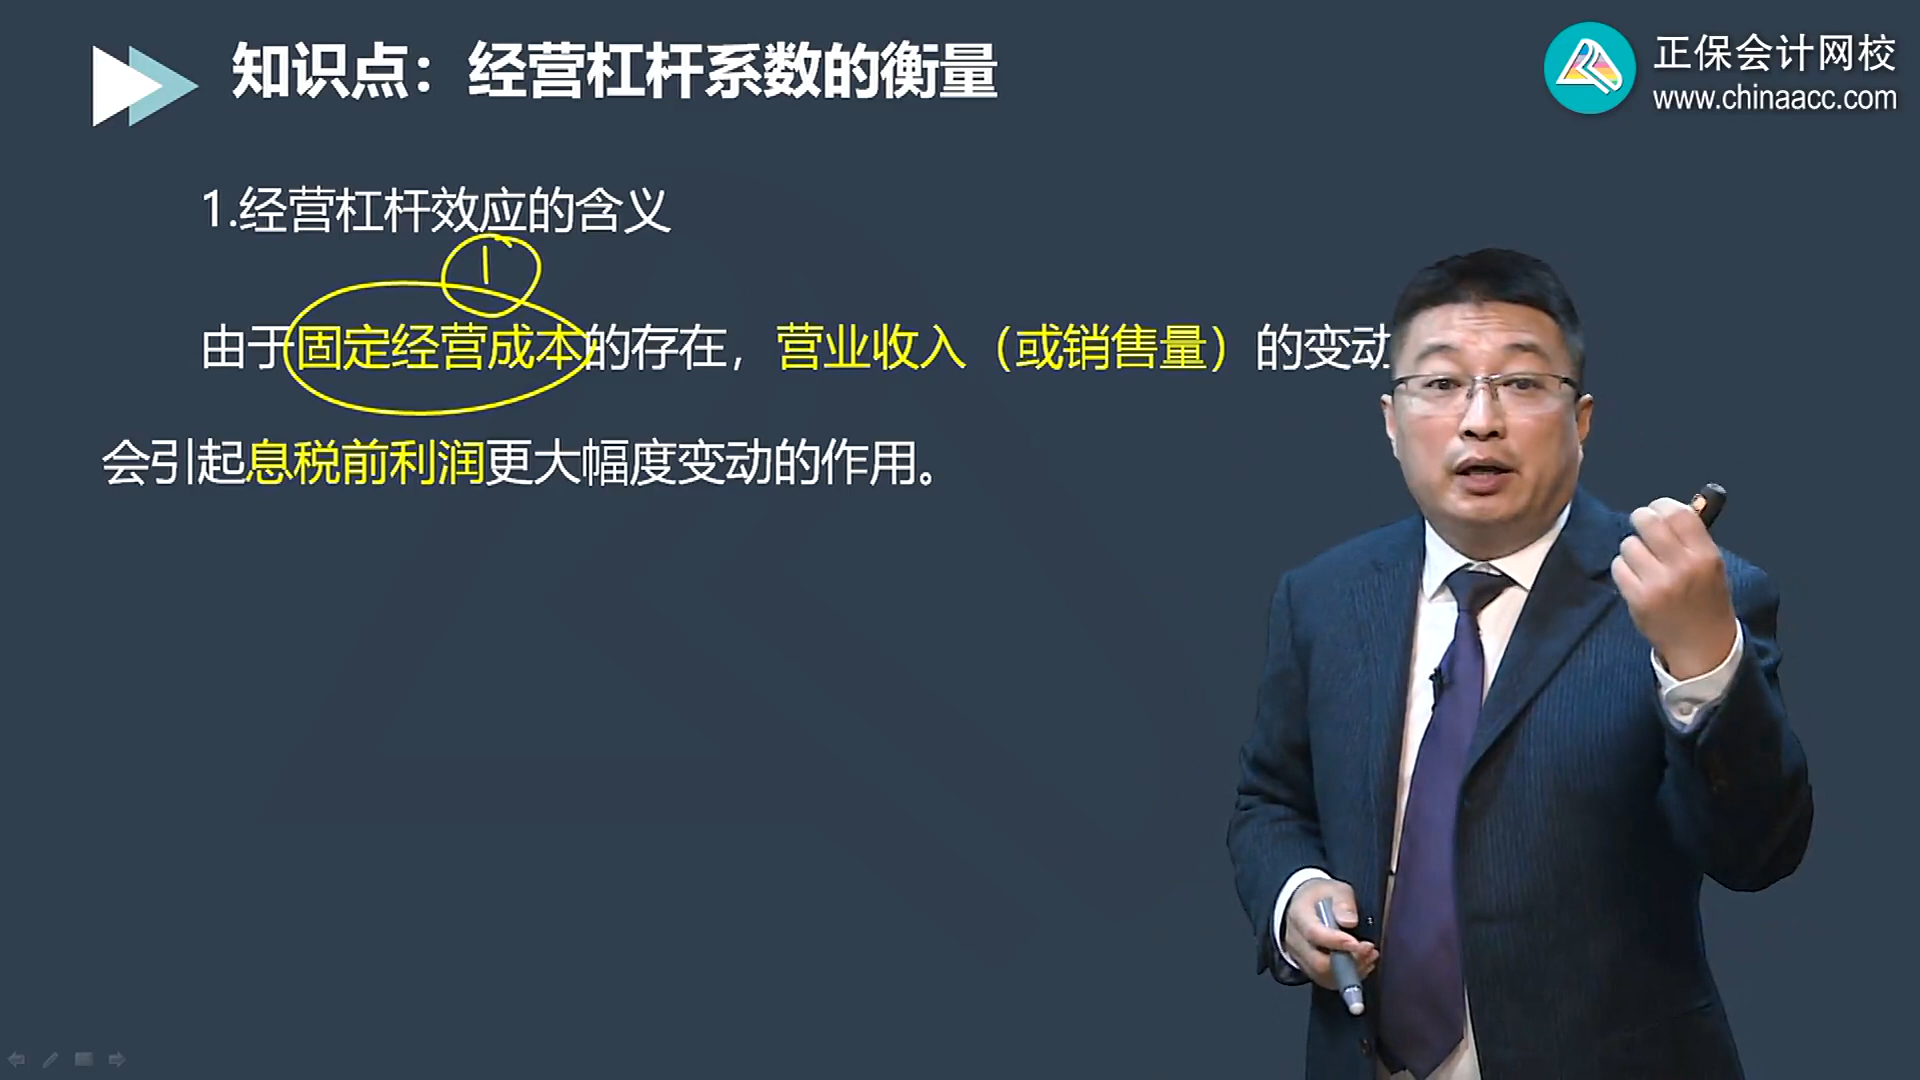 知识点：经营杠杆系数的衡量
正保会计网校
www.chinaacc.com
1.经营杠杆效应的含义
1
由于固定经营成本的存在，营业收入（或销售量）的变动
会引起息税前利润更大幅度变动的作用。